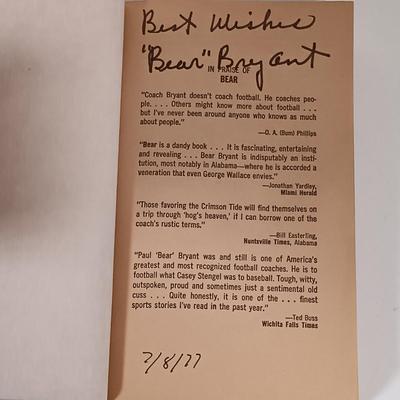 Best Wishes
"Bear" Bryant
IN PRAISE OF
BEAR
"Coach Bryant doesn't coach football. He coaches peo-
ple. . . . Others might know more about football . . .
but I've never been around anyone who knows as much
about people."
—O. A. (Bum) Phillips
"Bear is a dandy book . . . It is fascinating, entertaining
and revealing . . . Bear Bryant is indisputably an insti-
tution, most notably in Alabama—where he is accorded a
veneration that even George Wallace envies."
—Jonathan Yardley,
Miami Herald
"Those favoring the Crimson Tide will find themselves on
a trip through 'hog's heaven,' if I can borrow one of the
coach's rustic terms."
—Bill Easterling,
Huntsville Times, Alabama
"Paul 'Bear' Bryant was and still is one of America's
greatest and most recognized football coaches. He is to
football what Casey Stengel was to baseball. Tough, witty,
outspoken, proud and sometimes just a sentimental old
cuss . . . Quite honestly, it is one of the . . . finest
sports stories I've read in the past year."
—Ted Buss
Wichita Falls Times
2/8/77